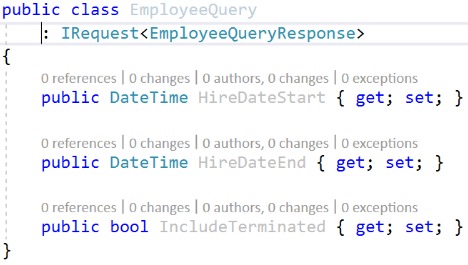 public class EmployeeQuery
: IRequest<EmployeeQueryResponse>
{
0 references | 0 changes | 0 authors, 0 changes | 0 exceptions
public DateTime HireDateStart { get; set; }
0 references | 0 changes | 0 authors, 0 changes | 0 exceptions
public DateTime HireDateEnd { get; set; }
0 references | 0 changes | 0 authors, 0 changes | 0 exceptions
public bool IncludeTerminated { get; set; }
}